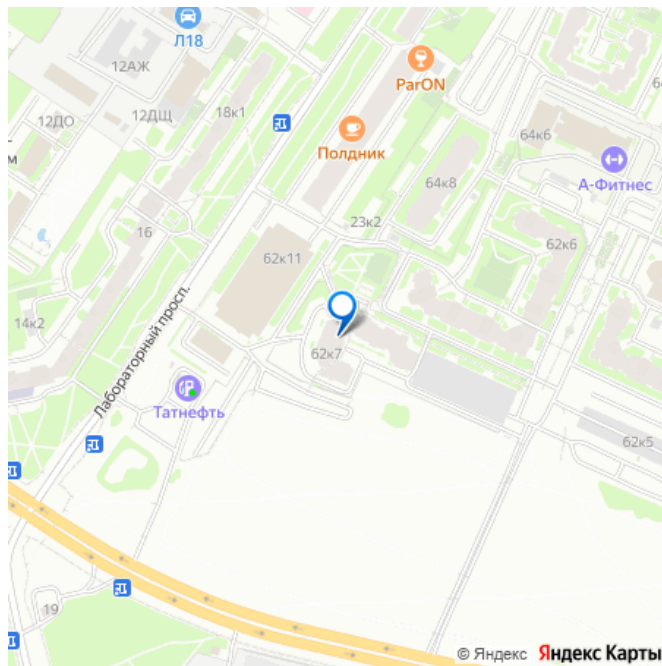 Л18
12АЖ
ParON
12ДО
12ДЩ
18к1
64к6
Полдник
м
А-Фитнес
64к8
23к2
16
62к6
62к11
Лабораторный просп.
14к2
62к7
Татнефть
62к5
19
© Яндекс Яндекс Карты